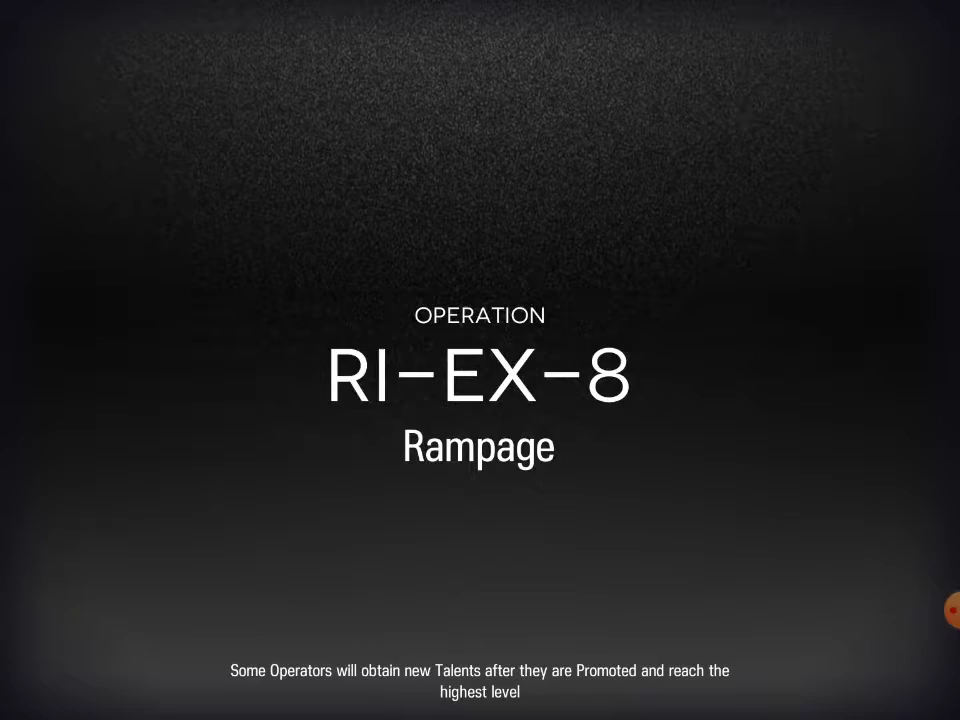 OPERATION
RI-EX-8
Rampage
Some Operators will obtain new Talents after they are Promoted and reach the
highest level